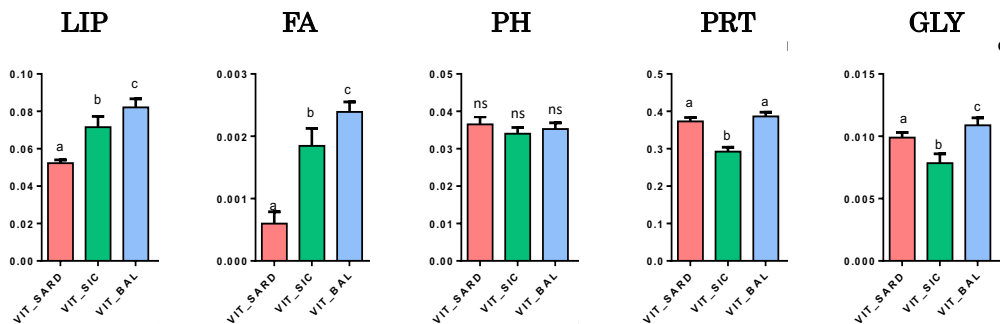 LIP
0.10
0.08
0.06
0.04
0.02
0.00
a
b
c
VIT_SARD
VIT_SIC
VIT_BAL
FA
0.003
0.002
0.001
0.000
a
b
c
VIT_SARD
VIT_SIC
VIT_BAL
PH
0.05
0.04
0.03
0.02
0.01
0.00
ns
ns
ns
VIT_SARD
VIT_SIC
VIT_BAL
PRT
0.5
0.4
0.3
0.2
0.1
0.0
a
b
a
VIT_SARD
VIT_SIC
VIT_BAL
GLY
0.015
0.010
0.005
0.000
a
b
c
VIT_SARD
VIT_SIC
VIT_BAL